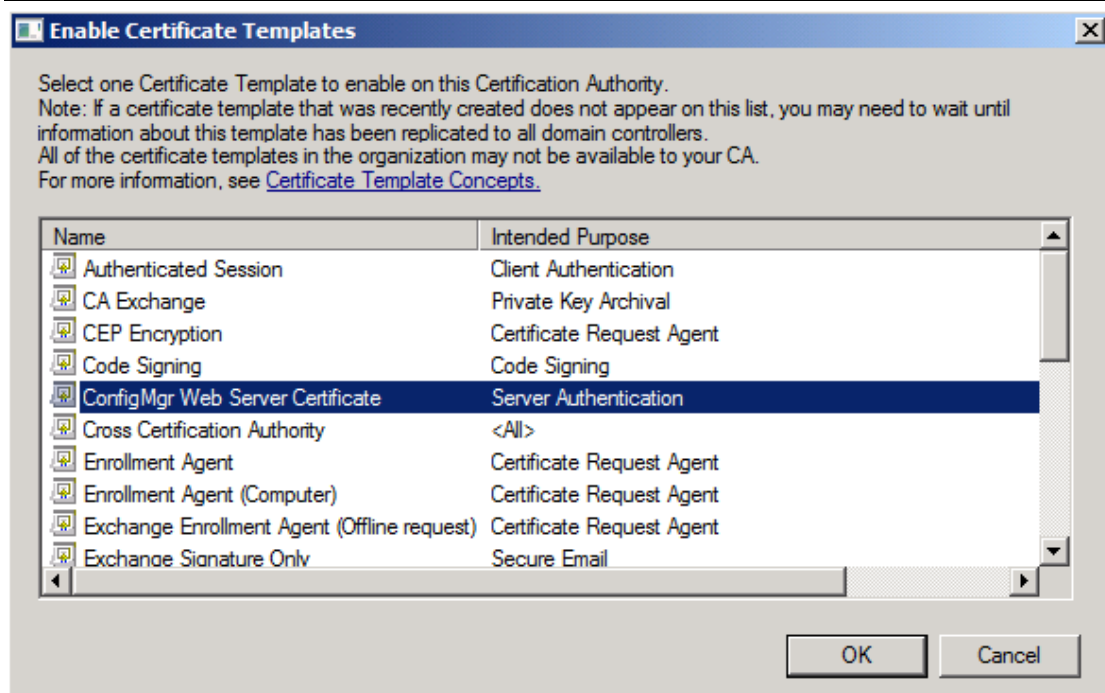 Enable Certificate Templates
Select one Certificate Template to enable on this Certification Authority.
Note: If a certificate template that was recently created does not appear on this list, you may need to wait until
information about this template has been replicated to all domain controllers.
All of the certificate templates in the organization may not be available to your CA.
For more information, see Certificate Template Concepts.
Name Intended Purpose
Authenticated Session Client Authentication
CA Exchange Private Key Archival
CEP Encryption Certificate Request Agent
Code Signing Code Signing
ConfigMgr Web Server Certificate Server Authentication
Cross Certification Authority <All>
Enrollment Agent Certificate Request Agent
Enrollment Agent (Computer) Certificate Request Agent
Exchange Enrollment Agent (Offline request) Certificate Request Agent
Exchange Signature Only Secure Email
OK Cancel